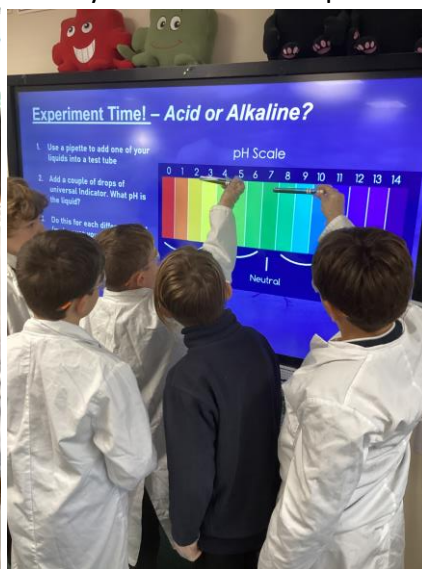 Experiment Time! – Acid or Alkaline?
1. Use a pipette to add one of your
liquids into a test tube
2. Add a couple of drops of
universal Indicator. What pH is
the liquid?
Do this for each
pH Scale
0 1 2 3 4 5 6 7 8 9 10 11 12 13 14
Neutral